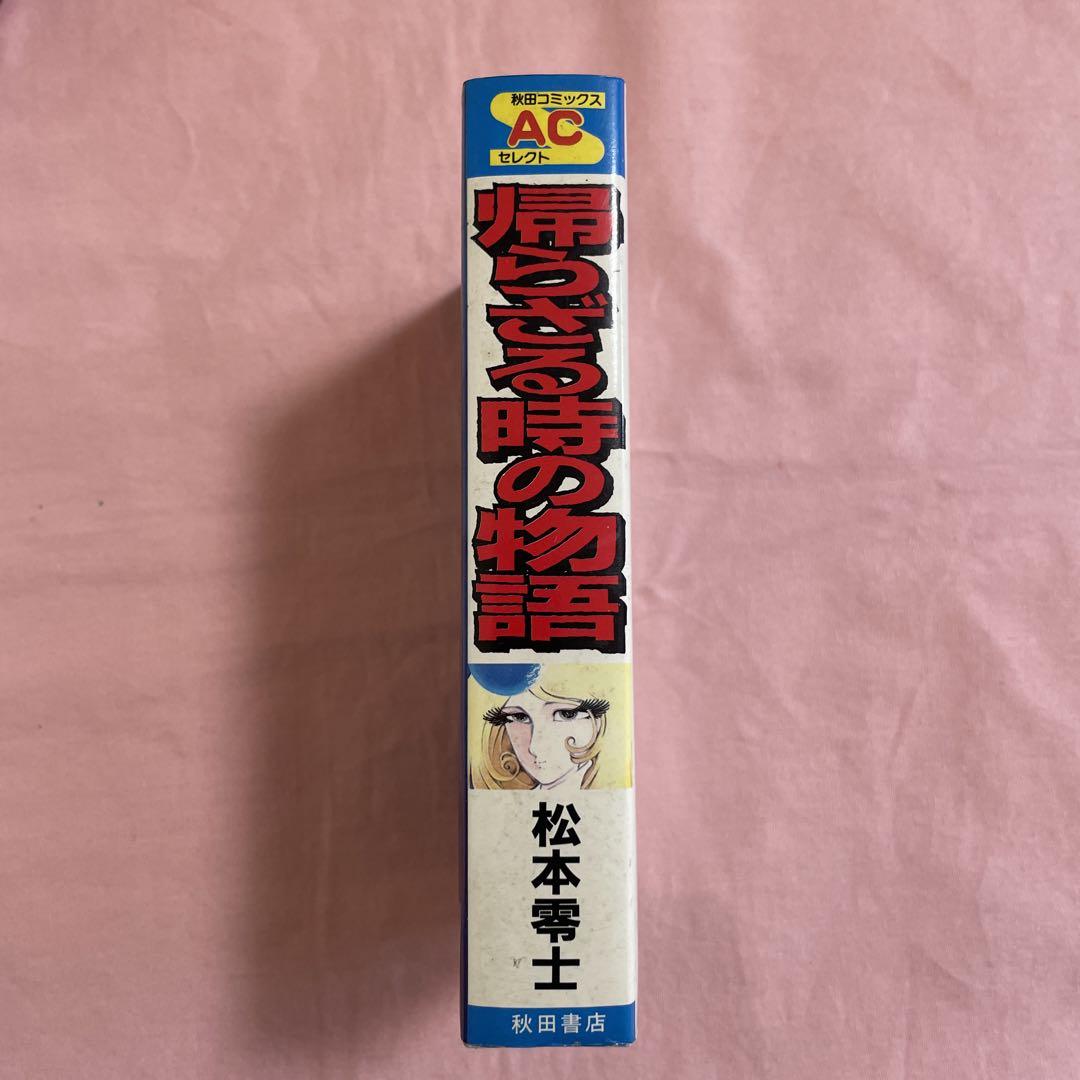 秋田コミックス
AC
セレクト
帰らざる時の物語
松本零士
秋田書店